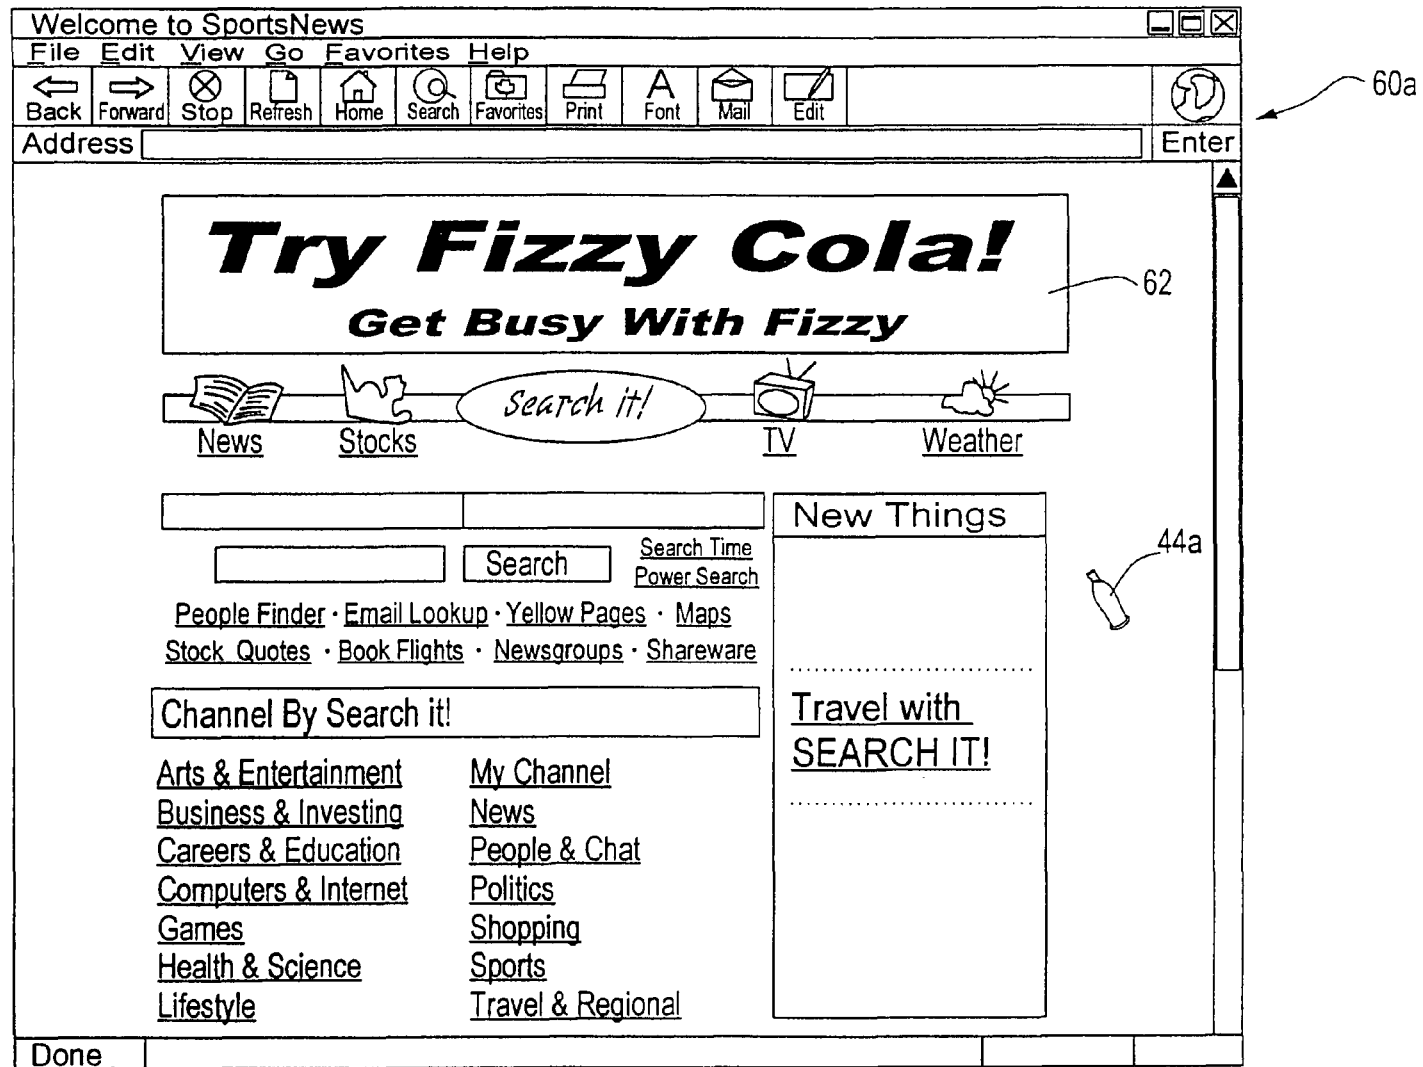 Welcome to SportsNews
File Edit View Go Favorites Help
Back Forward Stop Refresh Home Search Favorites Print Font Mail Edit
60a
Address Enter
Try Fizzy Cola!
Get Busy With Fizzy
62
Search it!
News Stocks TV Weather
New Things
Search Search Time
Power Search
44a
People Finder · Email Lookup · Yellow Pages · Maps
Stock Quotes · Book Flights · Newsgroups · Shareware
Channel By Search it!
Travel with
SEARCH IT!
Arts & Entertainment My Channel
Business & Investing News
Careers & Education People & Chat
Computers & Internet Politics
Games Shopping
Health & Science Sports
Lifestyle Travel & Regional
Done